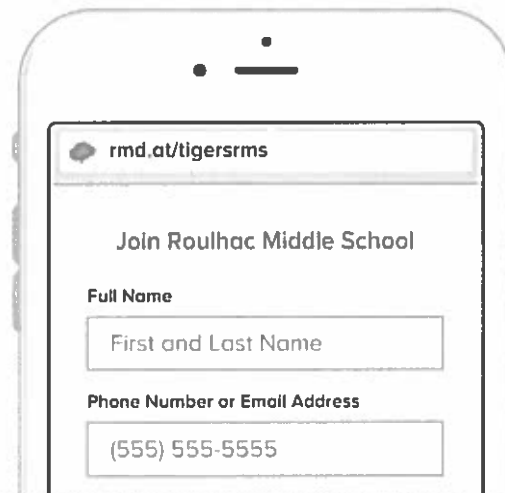 rmd.at/tigersrms
Join Roulhac Middle School
Full Name
First and Last Name
Phone Number or Email Address
(555) 555-5555